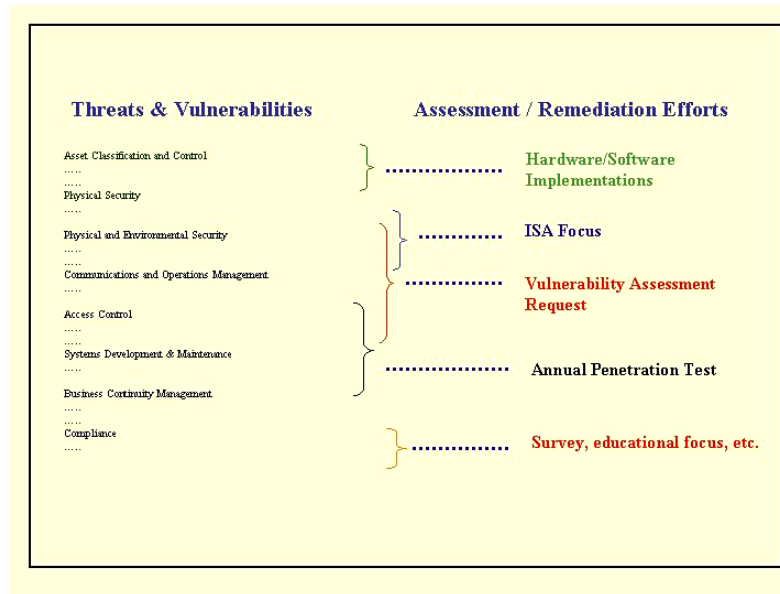 Threats & Vulnerabilities
Asset Classification and Control
.....
.....
Physical Security
.....
Physical and Environmental Security
.....
.....
Communications and Operations Management
.....
Access Control
.....
Systems Development & Maintenance
.....
Business Continuity Management
.....
.....
Compliance
.....
Assessment / Remediation Efforts
Hardware/Software
Implementations
ISA Focus
Vulnerability Assessment
Request
Annual Penetration Test
Survey, educational focus, etc.